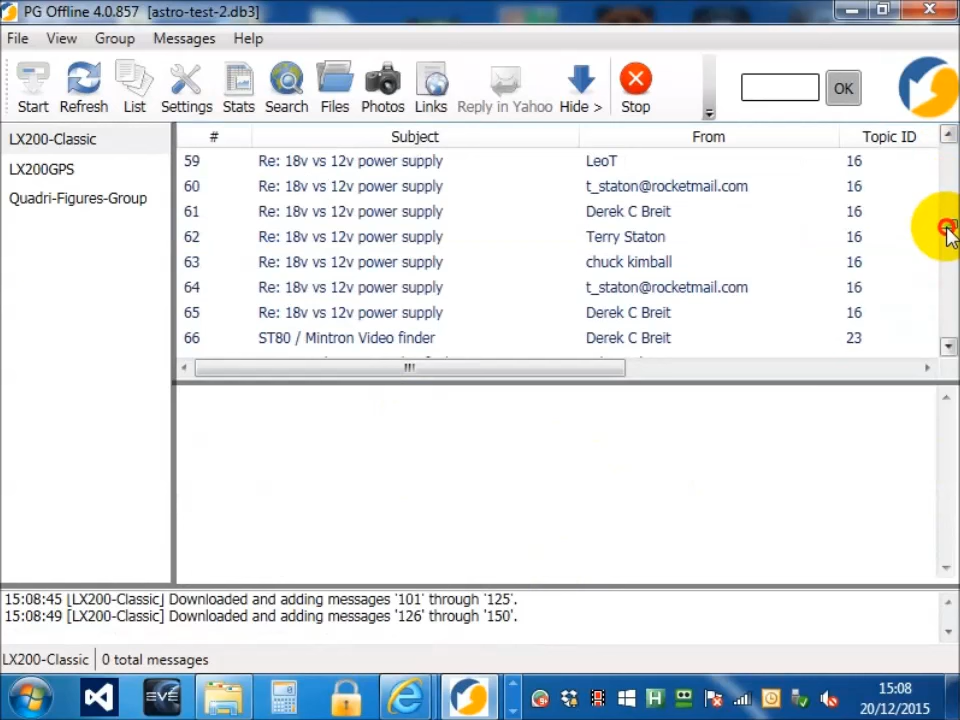 PG Offline 4.0.857 [astro-test-2.db3]
File View Group Messages Help
Start Refresh List Settings Stats Search Files Photos Links Reply in Yahoo Hide > Stop OK
LX200-Classic
LX200GPS
Quadri-Figures-Group
# Subject From Topic ID
59 Re: 18v vs 12v power supply LeoT 16
60 Re: 18v vs 12v power supply t_staton@rocketmail.com 16
61 Re: 18v vs 12v power supply Derek C Breit 16
62 Re: 18v vs 12v power supply Terry Staton 16
63 Re: 18v vs 12v power supply chuck kimball 16
64 Re: 18v vs 12v power supply t_staton@rocketmail.com 16
65 Re: 18v vs 12v power supply Derek C Breit 16
66 ST80 / Mintron Video finder Derek C Breit 23
15:08:45 [LX200-Classic] Downloaded and adding messages '101' through '125'.
15:08:49 [LX200-Classic] Downloaded and adding messages '126' through '150'.
LX200-Classic 0 total messages
EVE
15:08
20/12/2015